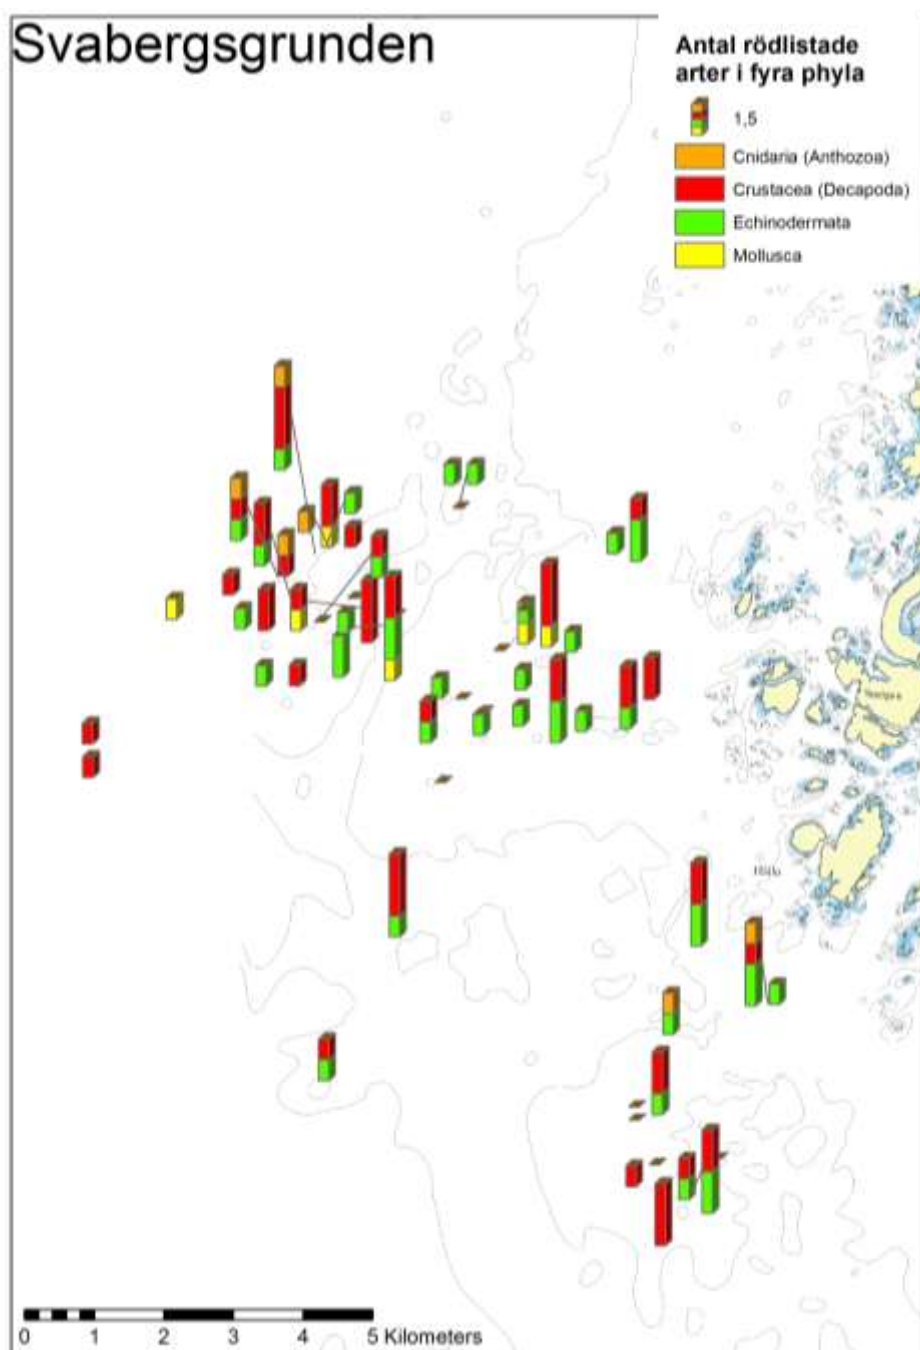 Svabergsgrunden
Antal rödlistade
arter i fyra phyla
1,5
Cnidaria (Anthozoa)
Crustacea (Decapoda)
Echinodermata
Mollusca
0 1 2 3 4 5 Kilometers